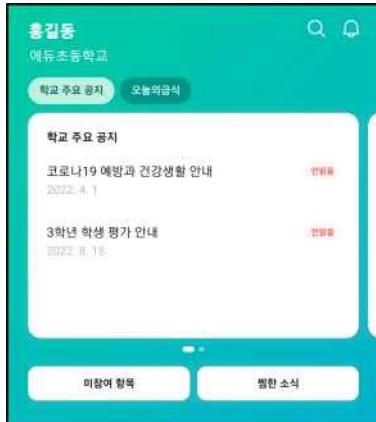 홍길동
에듀초등학교
학교 주요 공지 오늘의급식
학교 주요 공지
코로나19 예방과 건강생활 안내 안읽음
2022. 4. 1
3학년 학생 평가 안내 안읽음
2022. 8. 18.
미참여 항목 찜한 소식